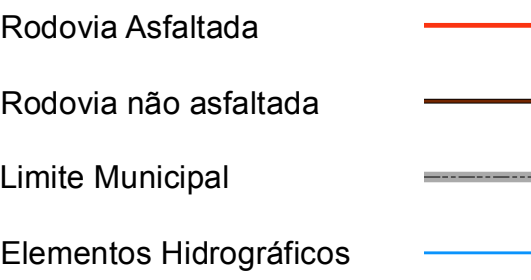 Rodovia Asfaltada
Rodovia não asfaltada
Limite Municipal
Elementos Hidrográficos